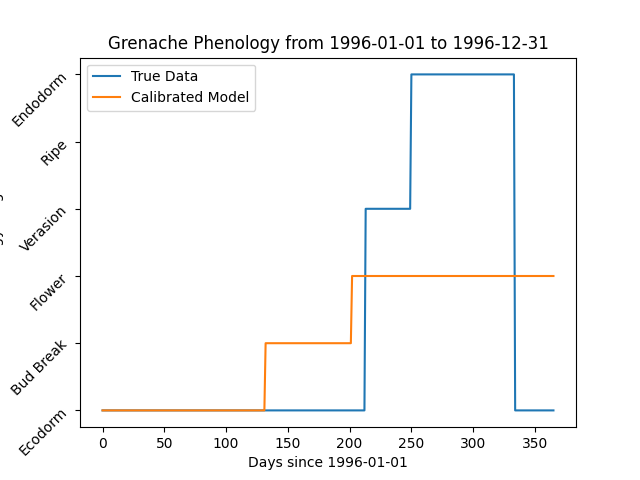 Grenache Phenology from 1996-01-01 to 1996-12-31
True Data
Calibrated Model
Endodorm
Ripe
Verasion
Flower
Bud Break
Ecodorm
0 50 100 150 200 250 300 350
Days since 1996-01-01